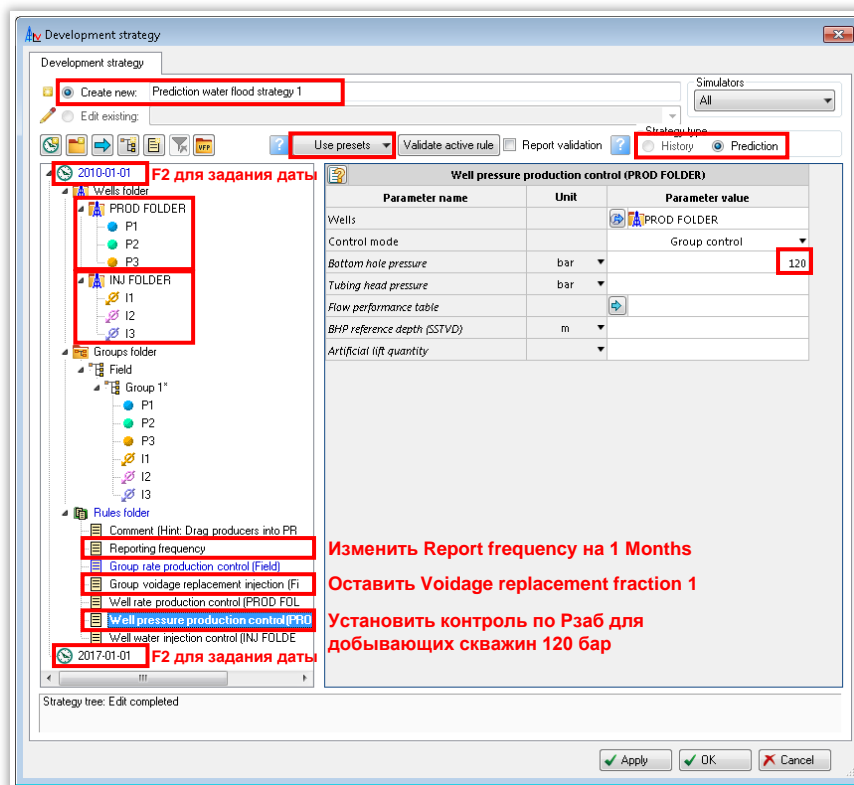 Development strategy
Development strategy
Create new: Prediction water flood strategy 1
Simulators
All
Edit existing:
Use presets Validate active rule Report validation
Strategy type
History Prediction
VFP
2010-01-01 F2 для задания даты
Wells folder
PROD FOLDER
P1
P2
P3
INJ FOLDER
I1
I2
I3
Groups folder
Field
Group 1*
P1
P2
P3
I1
I2
I3
Rules folder
Comment (Hint: Drag producers into PR
Reporting frequency
Group rate production control (Field)
Group voidage replacement injection (Fi
Well rate production control (PROD FOL
Well pressure production control (PRO
Well water injection control (INJ FOLDE
2017-01-01 F2 для задания даты
Well pressure production control (PROD FOLDER)
Parameter name Unit Parameter value
Wells PROD FOLDER
Control mode Group control
Bottom hole pressure bar 120
Tubing head pressure bar
Flow performance table
BHP reference depth (SSTVD) m
Artificial lift quantity
Изменить Report frequency на 1 Months
Оставить Voidage replacement fraction 1
Установить контроль по Рзаб для
добывающих скважин 120 бар
Strategy tree: Edit completed
Apply OK Cancel